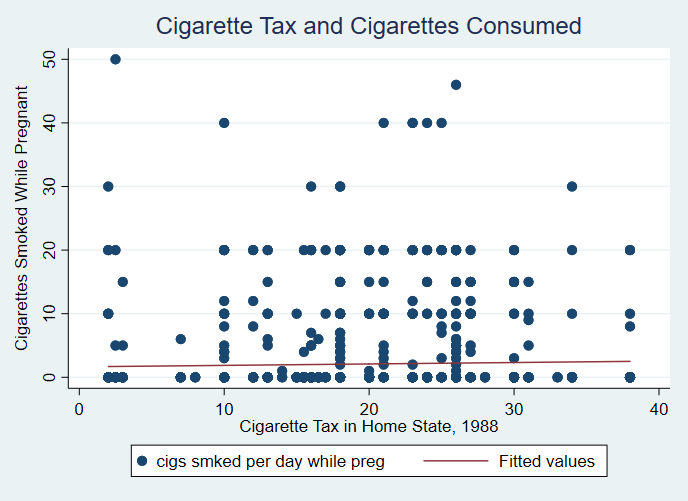 Cigarette Tax and Cigarettes Consumed
Cigarettes Smoked While Pregnant
50
40
30
20
10
0
0 10 20 30 40
Cigarette Tax in Home State, 1988
cigs smked per day while preg Fitted values